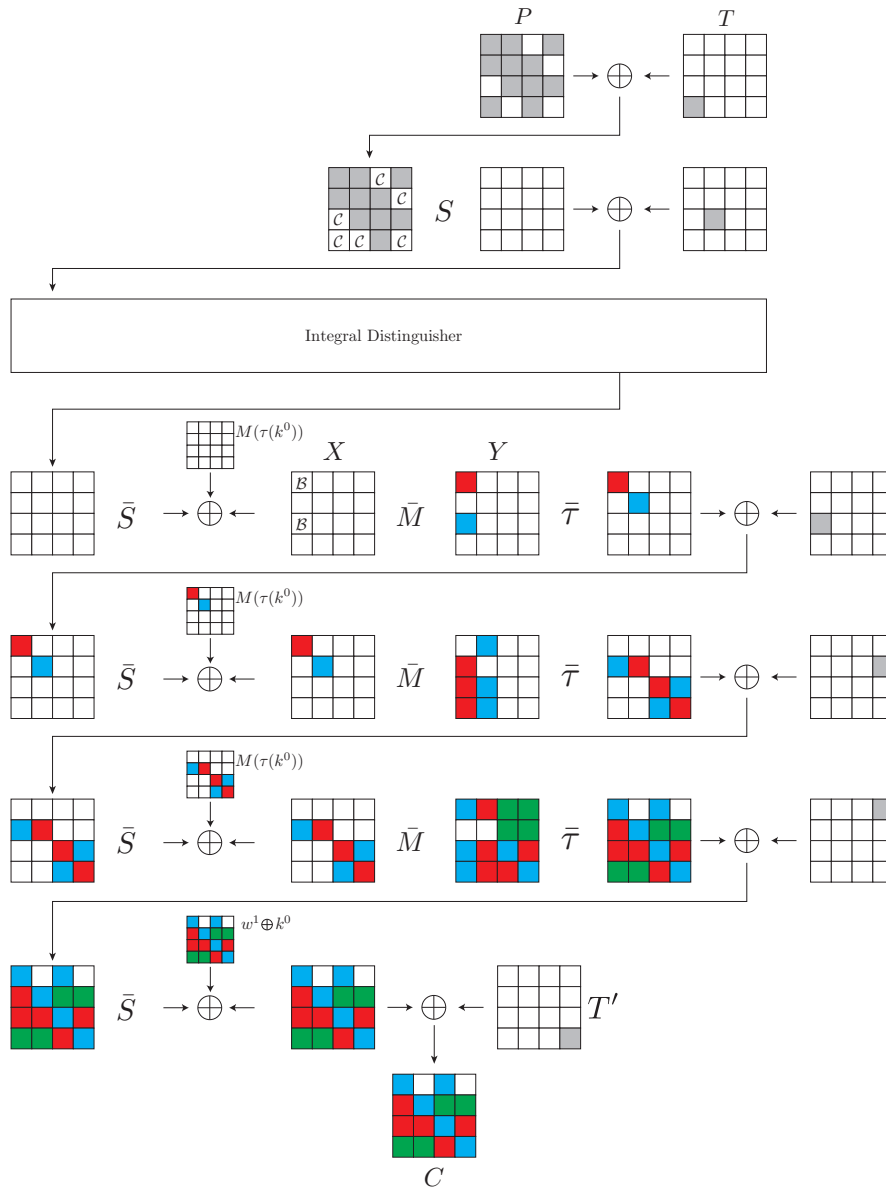 P T
C
C
C
C C C
S
Integral Distinguisher
M(τ(k⁰))
X Y
B
S̄ M̄ τ̄
B
M(τ(k⁰))
S̄ M̄ τ̄
M(τ(k⁰))
S̄ M̄ τ̄
w¹⊕k⁰
S̄ T′
C